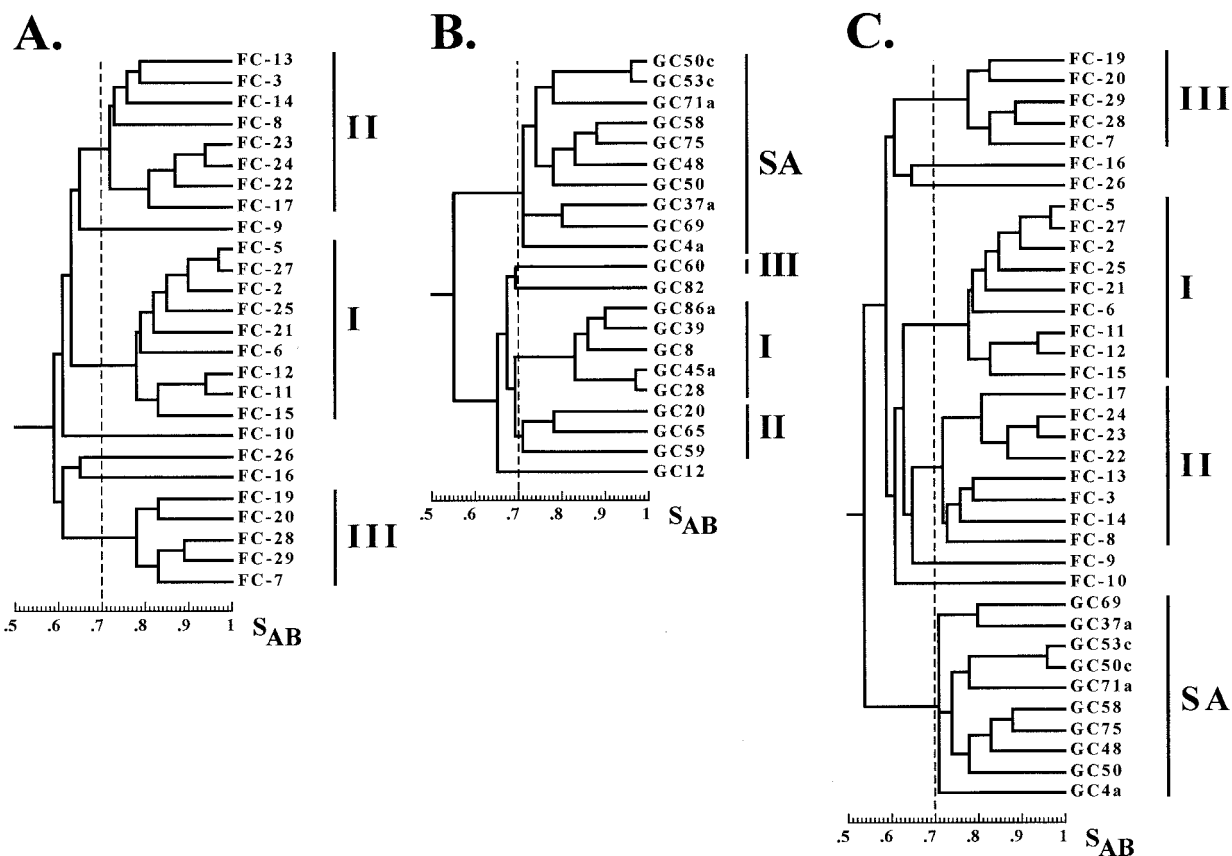 A.
FC-13
FC-3
FC-14
FC-8
FC-23
FC-24
FC-22
FC-17
II
FC-9
FC-5
FC-27
FC-2
FC-25
FC-21
FC-6
FC-12
FC-11
FC-15
I
FC-10
FC-26
FC-16
FC-19
FC-20
FC-28
FC-29
FC-7
III
.5 .6 .7 .8 .9 1 SAB
B.
GC50c
GC53c
GC71a
GC58
GC75
GC48
GC50
GC37a
GC69
GC4a
SA
GC60
III
GC82
GC86a
GC39
GC8
GC45a
GC28
I
GC20
GC65
GC59
II
GC12
.5 .6 .7 .8 .9 1 SAB
C.
FC-19
FC-20
FC-29
FC-28
FC-7
III
FC-16
FC-26
FC-5
FC-27
FC-2
FC-25
FC-21
FC-6
FC-11
FC-12
FC-15
I
FC-17
FC-24
FC-23
FC-22
FC-13
FC-3
FC-14
FC-8
II
FC-9
FC-10
GC69
GC37a
GC53c
GC50c
GC71a
GC58
GC75
GC48
GC50
GC4a
SA
.5 .6 .7 .8 .9 1 SAB